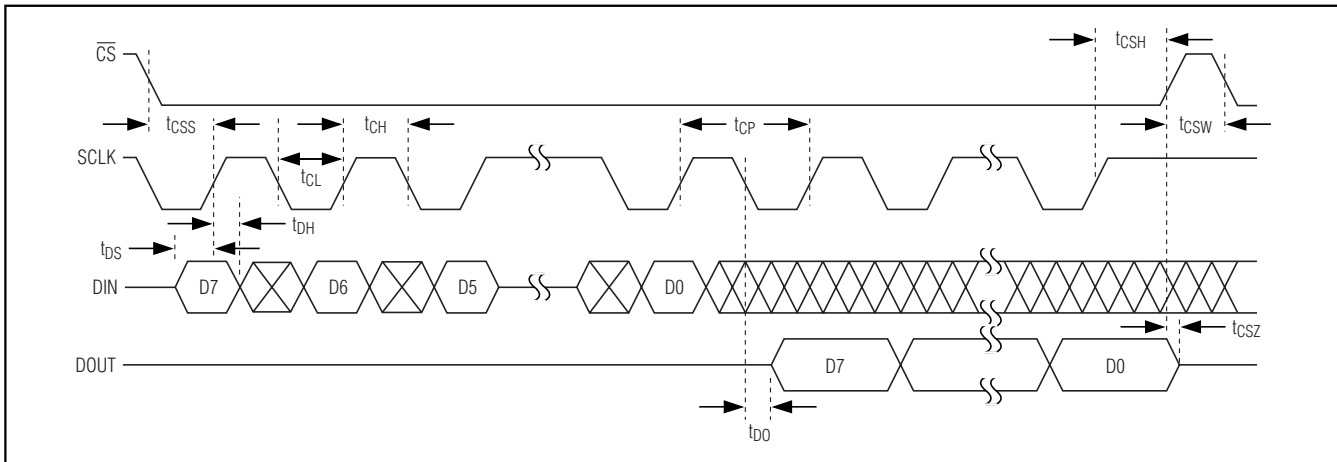 CS tCSH
tCSS tCH tCP tCSW
SCLK
tCL
tDH
tDS
DIN D7 D6 D5 D0
tCSZ
DOUT D7 D0
tDO